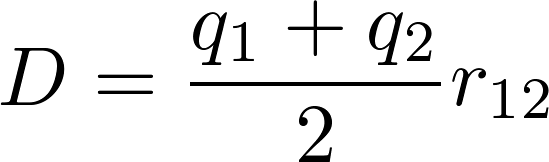 $D = \frac{q_1 + q_2}{2} r_{12}$